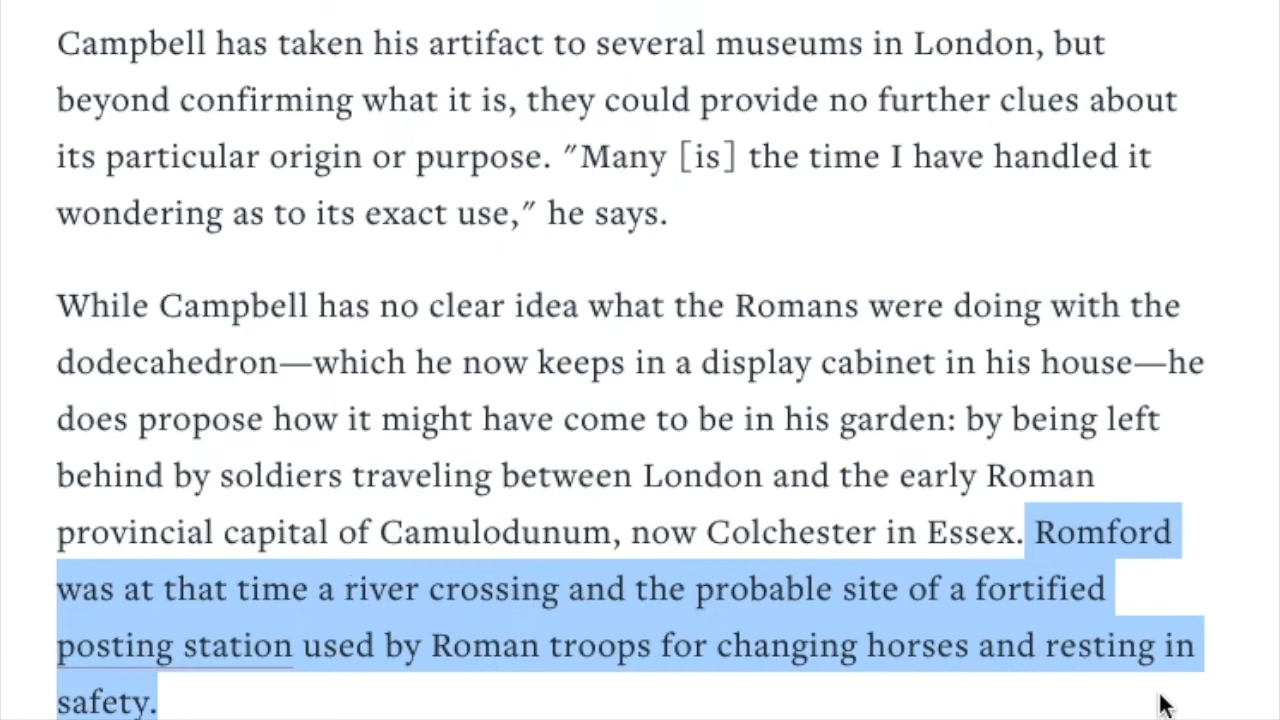 Campbell has taken his artifact to several museums in London, but
beyond confirming what it is, they could provide no further clues about
its particular origin or purpose. "Many [is] the time I have handled it
wondering as to its exact use," he says.
While Campbell has no clear idea what the Romans were doing with the
dodecahedron—which he now keeps in a display cabinet in his house—he
does propose how it might have come to be in his garden: by being left
behind by soldiers traveling between London and the early Roman
provincial capital of Camulodunum, now Colchester in Essex. Romford
was at that time a river crossing and the probable site of a fortified
posting station used by Roman troops for changing horses and resting in
safety.